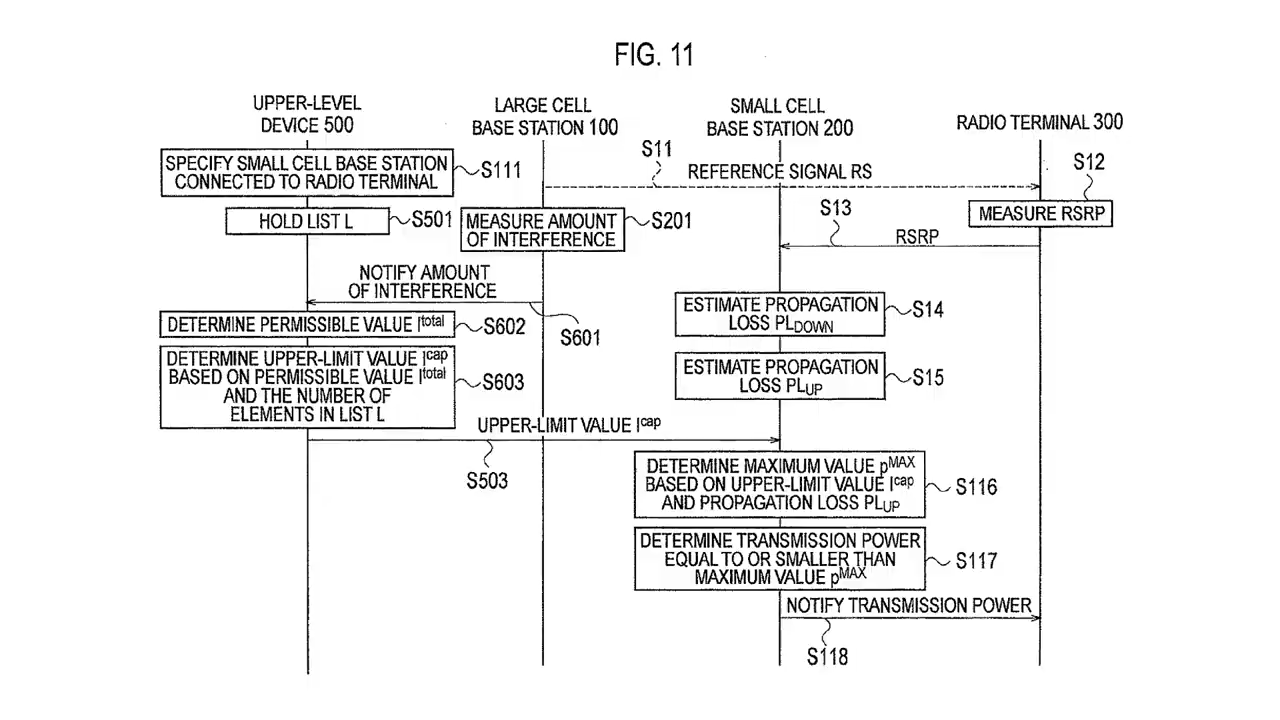 FIG. 11
UPPER-LEVEL
DEVICE 500
LARGE CELL
BASE STATION 100
SMALL CELL
BASE STATION 200
RADIO TERMINAL 300
SPECIFY SMALL CELL BASE STATION
CONNECTED TO RADIO TERMINAL
S111
S11
REFERENCE SIGNAL RS
S12
HOLD LIST L
S501
MEASURE AMOUNT
OF INTERFERENCE
S201
S13
MEASURE RSRP
RSRP
NOTIFY AMOUNT
OF INTERFERENCE
S601
ESTIMATE PROPAGATION
LOSS PLDOWN
S14
DETERMINE PERMISSIBLE VALUE Itotal
S602
DETERMINE UPPER-LIMIT VALUE Icap
BASED ON PERMISSIBLE VALUE Itotal
AND THE NUMBER OF
ELEMENTS IN LIST L
S603
ESTIMATE PROPAGATION
LOSS PLUP
S15
UPPER-LIMIT VALUE Icap
S503
DETERMINE MAXIMUM VALUE pMAX
BASED ON UPPER-LIMIT VALUE Icap
AND PROPAGATION LOSS PLUP
S116
DETERMINE TRANSMISSION POWER
EQUAL TO OR SMALLER THAN
MAXIMUM VALUE pMAX
S117
NOTIFY TRANSMISSION POWER
S118